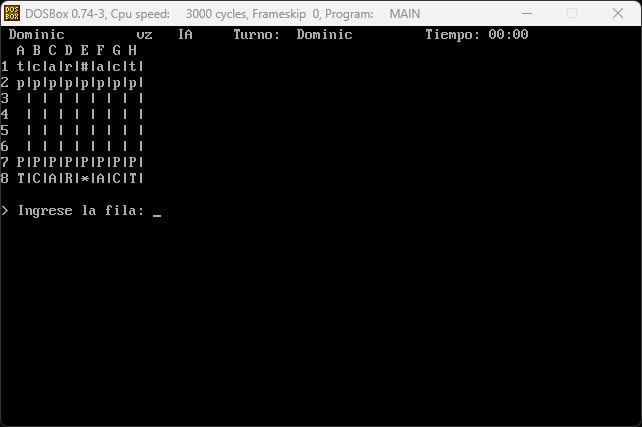 DOSBox 0.74-3, Cpu speed: 3000 cycles, Frameskip 0, Program: MAIN
Dominic vz IA Turno: Dominic Tiempo: 00:00
A B C D E F G H
1 t|c|a|r|#|a|c|t|
2 p|p|p|p|p|p|p|p|
3 | | | | | | | |
4 | | | | | | | |
5 | | | | | | | |
6 | | | | | | | |
7 P|P|P|P|P|P|P|P|
8 T|C|A|R|*|A|C|T|
> Ingrese la fila: _